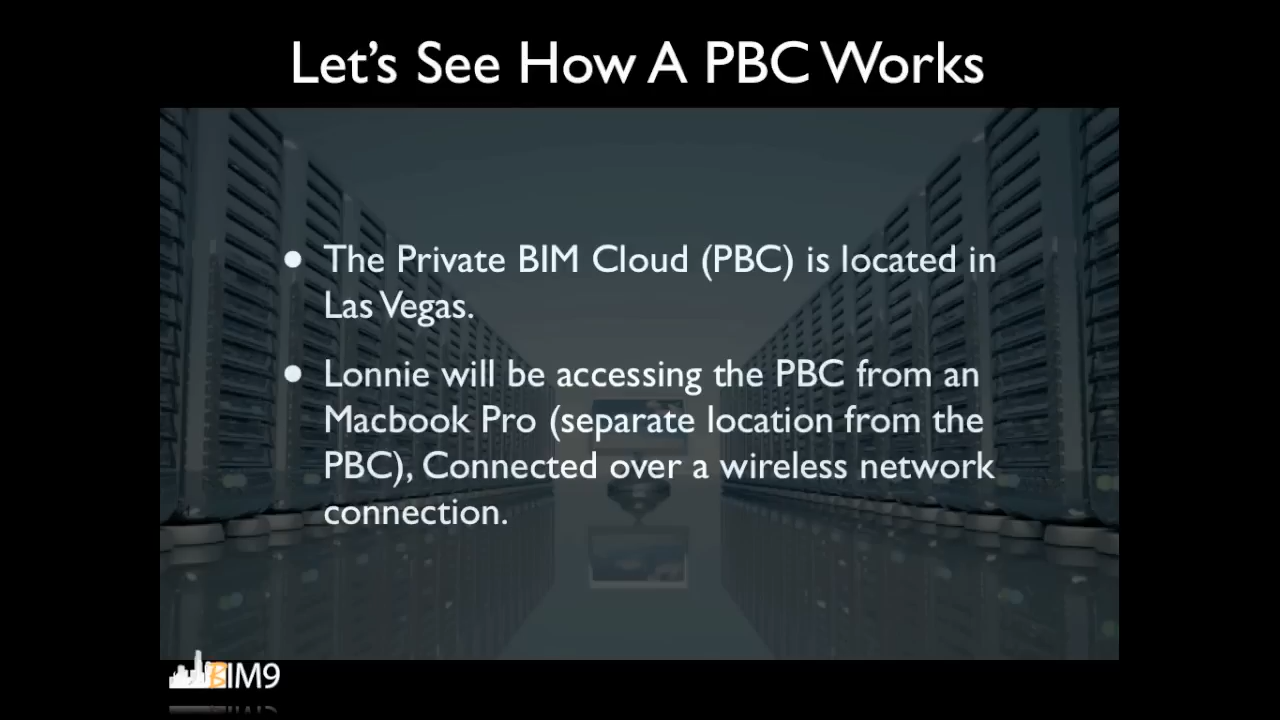 Let's See How A PBC Works
• The Private BIM Cloud (PBC) is located in
Las Vegas.
• Lonnie will be accessing the PBC from an
Macbook Pro (separate location from the
PBC), Connected over a wireless network
connection.
BIM9